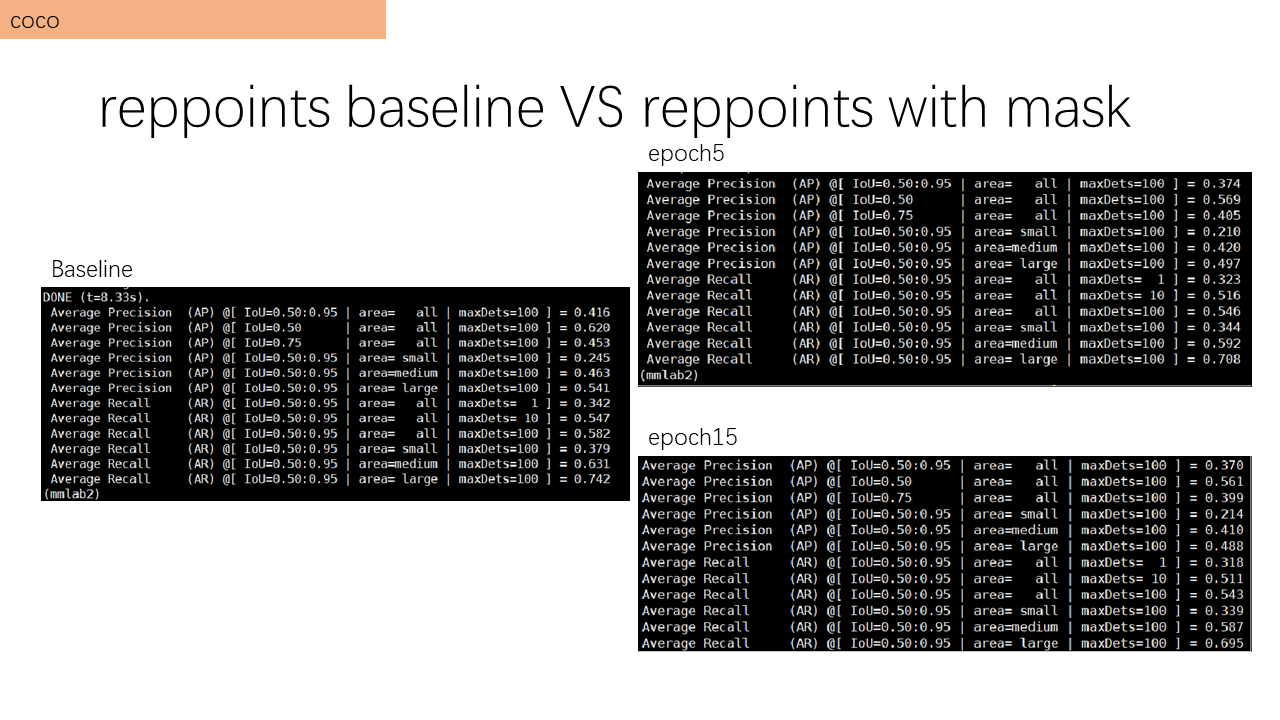 coco
reppoints baseline VS reppoints with mask
Baseline
DONE (t=8.33s).
Average Precision (AP) @[ IoU=0.50:0.95 | area= all | maxDets=100 ] = 0.416
Average Precision (AP) @[ IoU=0.50 | area= all | maxDets=100 ] = 0.620
Average Precision (AP) @[ IoU=0.75 | area= all | maxDets=100 ] = 0.453
Average Precision (AP) @[ IoU=0.50:0.95 | area= small | maxDets=100 ] = 0.245
Average Precision (AP) @[ IoU=0.50:0.95 | area=medium | maxDets=100 ] = 0.463
Average Precision (AP) @[ IoU=0.50:0.95 | area= large | maxDets=100 ] = 0.541
Average Recall (AR) @[ IoU=0.50:0.95 | area= all | maxDets= 1 ] = 0.342
Average Recall (AR) @[ IoU=0.50:0.95 | area= all | maxDets= 10 ] = 0.547
Average Recall (AR) @[ IoU=0.50:0.95 | area= all | maxDets=100 ] = 0.582
Average Recall (AR) @[ IoU=0.50:0.95 | area= small | maxDets=100 ] = 0.379
Average Recall (AR) @[ IoU=0.50:0.95 | area=medium | maxDets=100 ] = 0.631
Average Recall (AR) @[ IoU=0.50:0.95 | area= large | maxDets=100 ] = 0.742
(mmlab2)
epoch5
Average Precision (AP) @[ IoU=0.50:0.95 | area= all | maxDets=100 ] = 0.374
Average Precision (AP) @[ IoU=0.50 | area= all | maxDets=100 ] = 0.569
Average Precision (AP) @[ IoU=0.75 | area= all | maxDets=100 ] = 0.405
Average Precision (AP) @[ IoU=0.50:0.95 | area= small | maxDets=100 ] = 0.210
Average Precision (AP) @[ IoU=0.50:0.95 | area=medium | maxDets=100 ] = 0.420
Average Precision (AP) @[ IoU=0.50:0.95 | area= large | maxDets=100 ] = 0.497
Average Recall (AR) @[ IoU=0.50:0.95 | area= all | maxDets= 1 ] = 0.323
Average Recall (AR) @[ IoU=0.50:0.95 | area= all | maxDets= 10 ] = 0.516
Average Recall (AR) @[ IoU=0.50:0.95 | area= all | maxDets=100 ] = 0.546
Average Recall (AR) @[ IoU=0.50:0.95 | area= small | maxDets=100 ] = 0.344
Average Recall (AR) @[ IoU=0.50:0.95 | area=medium | maxDets=100 ] = 0.592
Average Recall (AR) @[ IoU=0.50:0.95 | area= large | maxDets=100 ] = 0.708
(mmlab2)
epoch15
Average Precision (AP) @[ IoU=0.50:0.95 | area= all | maxDets=100 ] = 0.370
Average Precision (AP) @[ IoU=0.50 | area= all | maxDets=100 ] = 0.561
Average Precision (AP) @[ IoU=0.75 | area= all | maxDets=100 ] = 0.399
Average Precision (AP) @[ IoU=0.50:0.95 | area= small | maxDets=100 ] = 0.214
Average Precision (AP) @[ IoU=0.50:0.95 | area=medium | maxDets=100 ] = 0.410
Average Precision (AP) @[ IoU=0.50:0.95 | area= large | maxDets=100 ] = 0.488
Average Recall (AR) @[ IoU=0.50:0.95 | area= all | maxDets= 1 ] = 0.318
Average Recall (AR) @[ IoU=0.50:0.95 | area= all | maxDets= 10 ] = 0.511
Average Recall (AR) @[ IoU=0.50:0.95 | area= all | maxDets=100 ] = 0.543
Average Recall (AR) @[ IoU=0.50:0.95 | area= small | maxDets=100 ] = 0.339
Average Recall (AR) @[ IoU=0.50:0.95 | area=medium | maxDets=100 ] = 0.587
Average Recall (AR) @[ IoU=0.50:0.95 | area= large | maxDets=100 ] = 0.695